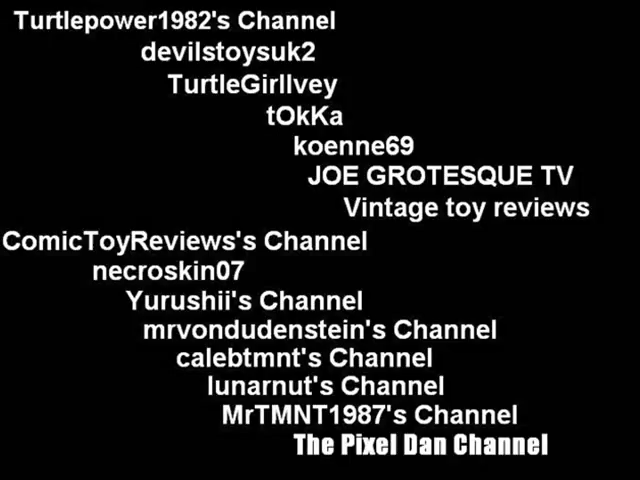 Turtlepower1982's Channel
devilstoysuk2
TurtleGirlIvey
tOkKa
koenne69
JOE GROTESQUE TV
Vintage toy reviews
ComicToyReviews's Channel
necroskin07
Yurushii's Channel
mrvondudenstein's Channel
calebtmnt's Channel
lunarnut's Channel
MrTMNT1987's Channel
The Pixel Dan Channel